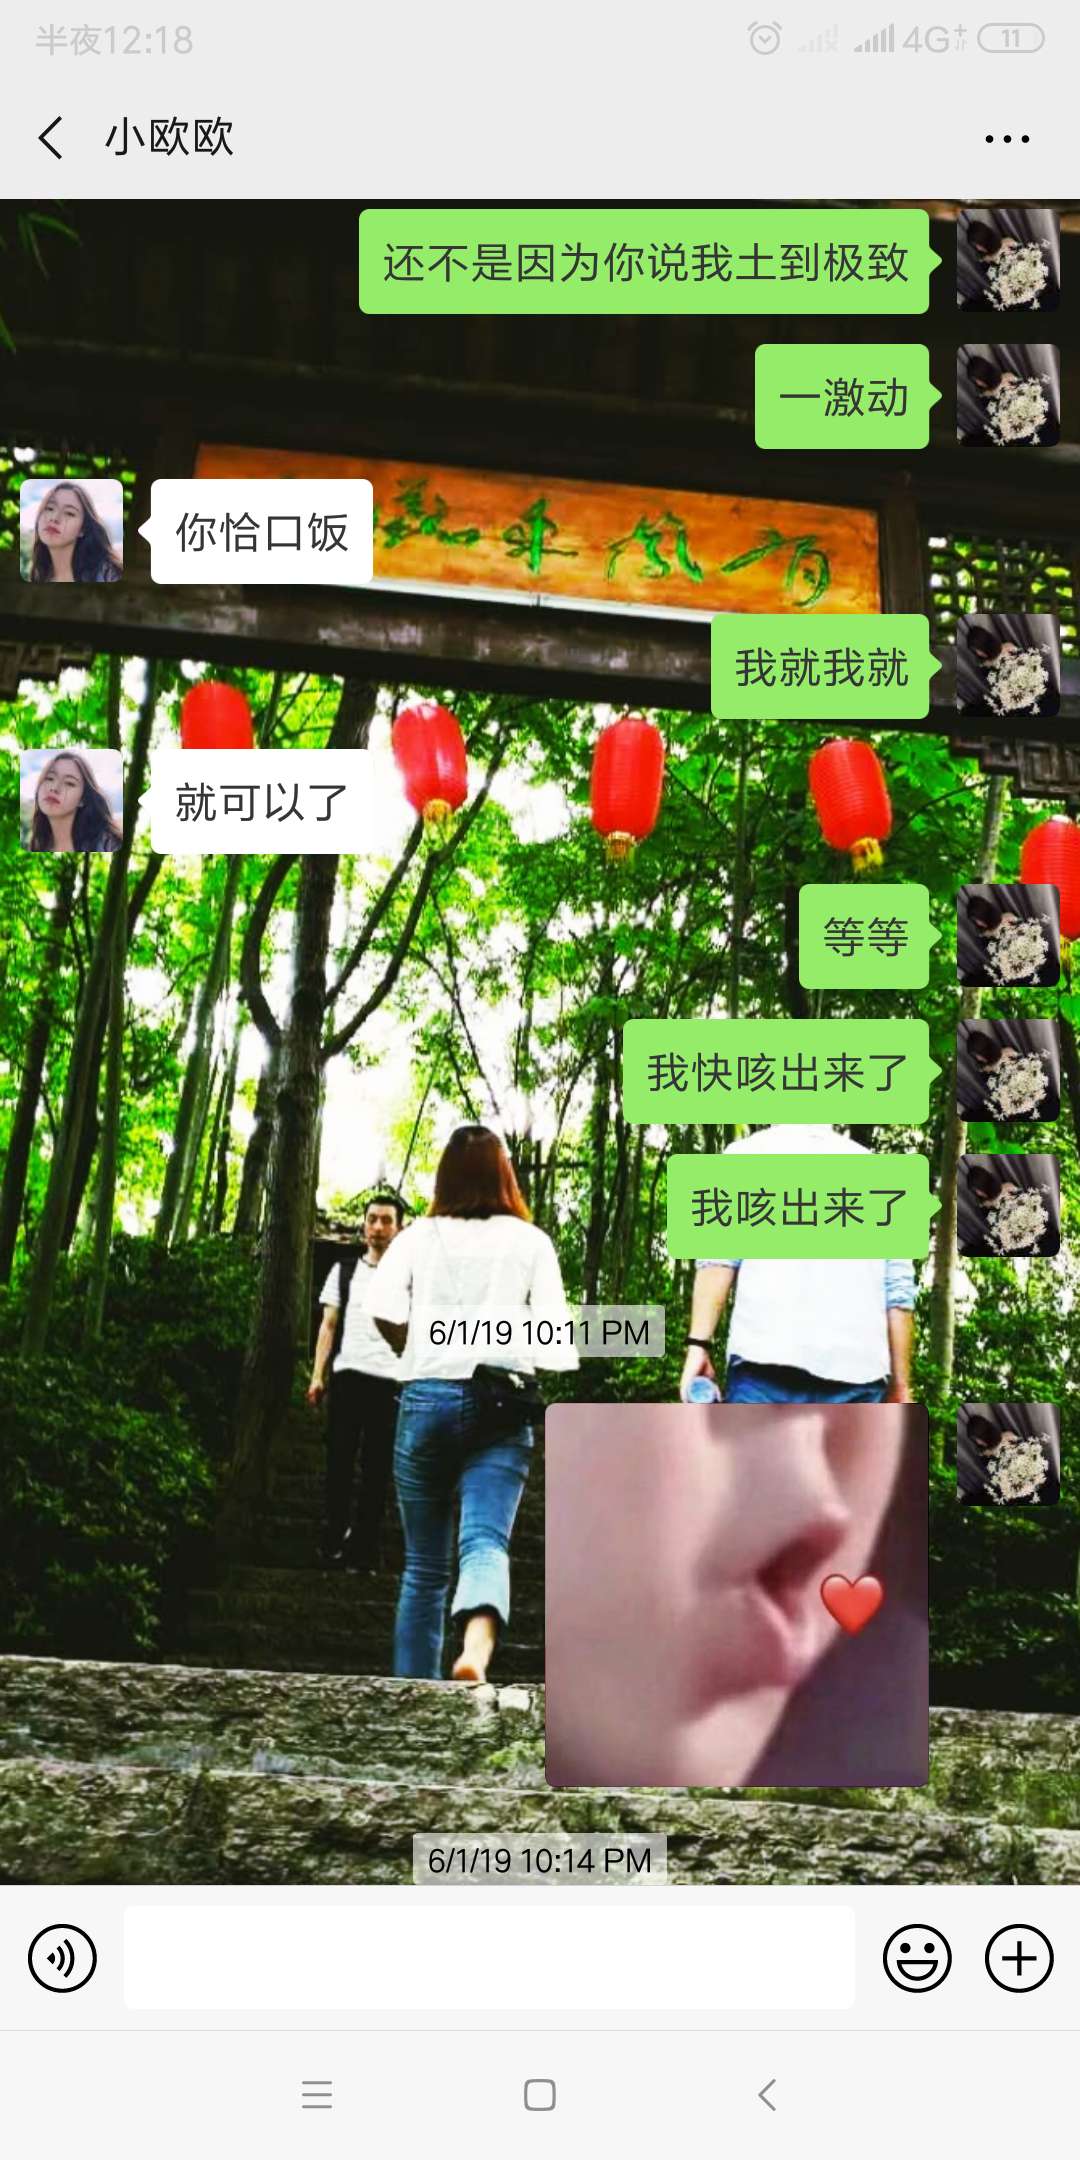 半夜12:18
4G+
11
小欧欧
还不是因为你说我土到极致
一激动
你恰口饭
我就我就
就可以了
等等
我快咳出来了
我咳出来了
6/1/19 10:11 PM
6/1/19 10:14 PM